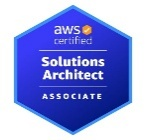 aws
certified
Solutions
Architect
ASSOCIATE